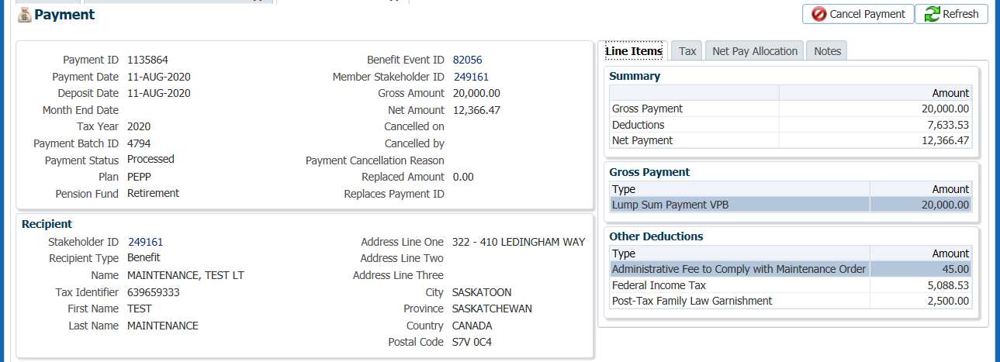 Payment
Cancel Payment
Refresh
Payment ID 1135864
Payment Date 11-AUG-2020
Deposit Date 11-AUG-2020
Month End Date
Tax Year 2020
Payment Batch ID 4794
Payment Status Processed
Plan PEPP
Pension Fund Retirement
Benefit Event ID 82056
Member Stakeholder ID 249161
Gross Amount 20,000.00
Net Amount 12,366.47
Cancelled on
Cancelled by
Payment Cancellation Reason
Replaced Amount 0.00
Replaces Payment ID
Recipient
Stakeholder ID 249161
Recipient Type Benefit
Name MAINTENANCE, TEST LT
Tax Identifier 639659333
First Name TEST
Last Name MAINTENANCE
Address Line One 322 - 410 LEDINGHAM WAY
Address Line Two
Address Line Three
City SASKATOON
Province SASKATCHEWAN
Country CANADA
Postal Code S7V 0C4
Line Items Tax Net Pay Allocation Notes
Summary
Amount
Gross Payment 20,000.00
Deductions 7,633.53
Net Payment 12,366.47
Gross Payment
Type Amount
Lump Sum Payment VPB 20,000.00
Other Deductions
Type Amount
Administrative Fee to Comply with Maintenance Order 45.00
Federal Income Tax 5,088.53
Post-Tax Family Law Garnishment 2,500.00